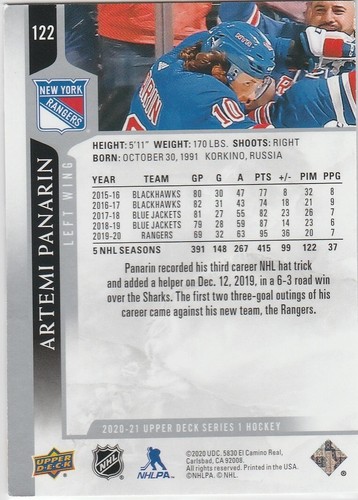 122
NEW YORK
RANGERS
ARTEMI PANARIN
LEFT WING
RIN
10
HEIGHT: 5'11" WEIGHT: 170 LBS. SHOOTS: RIGHT
BORN: OCTOBER 30, 1991 KORKINO, RUSSIA
YEAR TEAM GP G A PTS +/- PIM PPG
2015-16 BLACKHAWKS 80 30 47 77 8 32 8
2016-17 BLACKHAWKS 82 31 43 74 18 21 9
2017-18 BLUE JACKETS 81 27 55 82 23 26 7
2018-19 BLUE JACKETS 79 28 59 87 14 23 6
2019-20 RANGERS 69 32 63 95 36 20 7
5 NHL SEASONS 391 148 267 415 99 122 37
Panarin recorded his third career NHL hat trick
and added a helper on Dec. 12, 2019, in a 6-3 road win
over the Sharks. The first two three-goal outings of his
career came against his new team, the Rangers.
2020-21 UPPER DECK SERIES 1 HOCKEY
UPPER DECK
NHL
NHLPA
©2020 UDC. 5830 El Camino Real,
Carlsbad, CA 92008.
All rights reserved. Printed in the USA.
©NHLPA. © NHL.